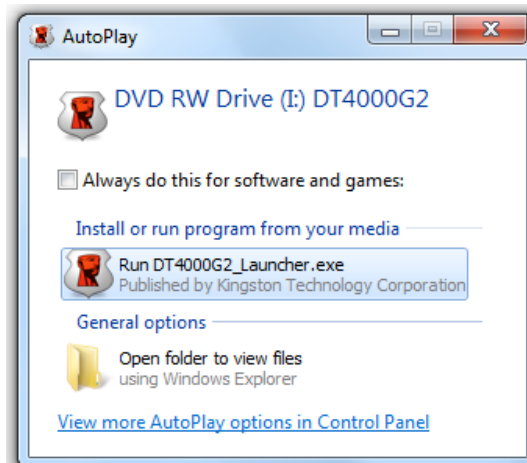 AutoPlay
DVD RW Drive (I:) DT4000G2
Always do this for software and games:
Install or run program from your media
Run DT4000G2_Launcher.exe
Published by Kingston Technology Corporation
General options
Open folder to view files
using Windows Explorer
View more AutoPlay options in Control Panel